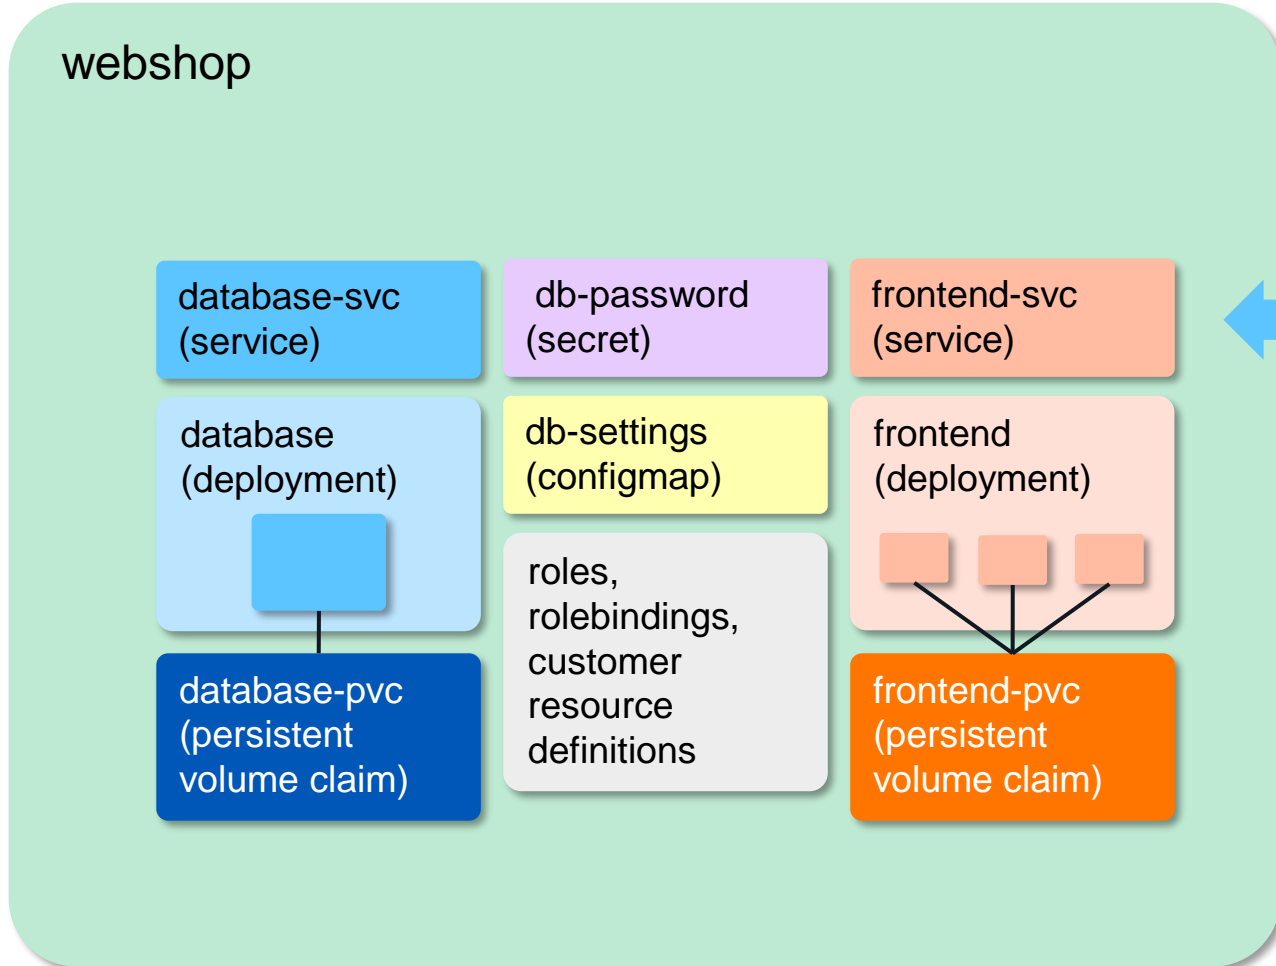 webshop
database-svc
(service)
db-password
(secret)
frontend-svc
(service)
database
(deployment)
db-settings
(configmap)
frontend
(deployment)
roles,
rolebindings,
customer
resource
definitions
database-pvc
(persistent
volume claim)
frontend-pvc
(persistent
volume claim)